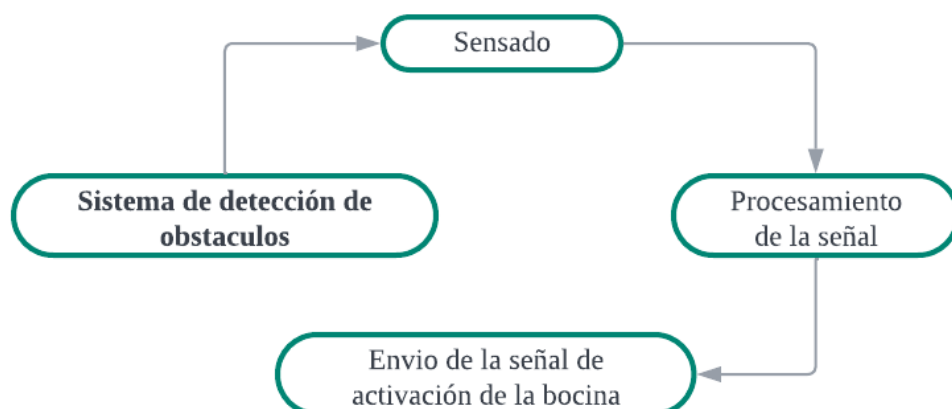 Sensado
Sistema de detección de
obstaculos
Procesamiento
de la señal
Envio de la señal de
activación de la bocina